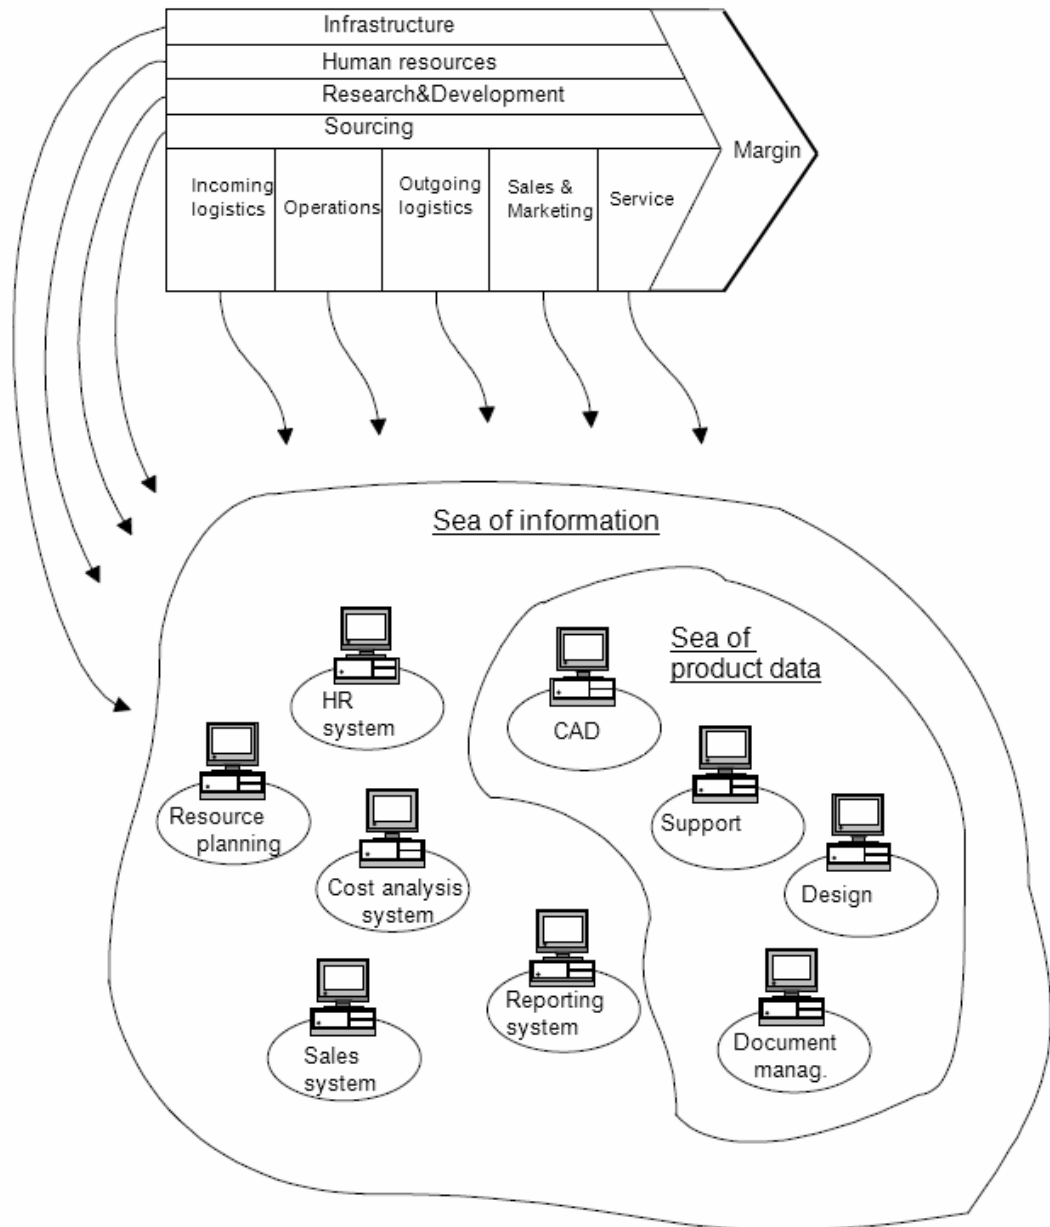 Infrastructure
Human resources
Research&Development
Sourcing
Margin
Incoming
logistics
Operations
Outgoing
logistics
Sales &
Marketing
Service
Sea of information
Sea of
product data
HR
system
CAD
Resource
planning
Support
Cost analysis
system
Design
Reporting
system
Sales
system
Document
manag.